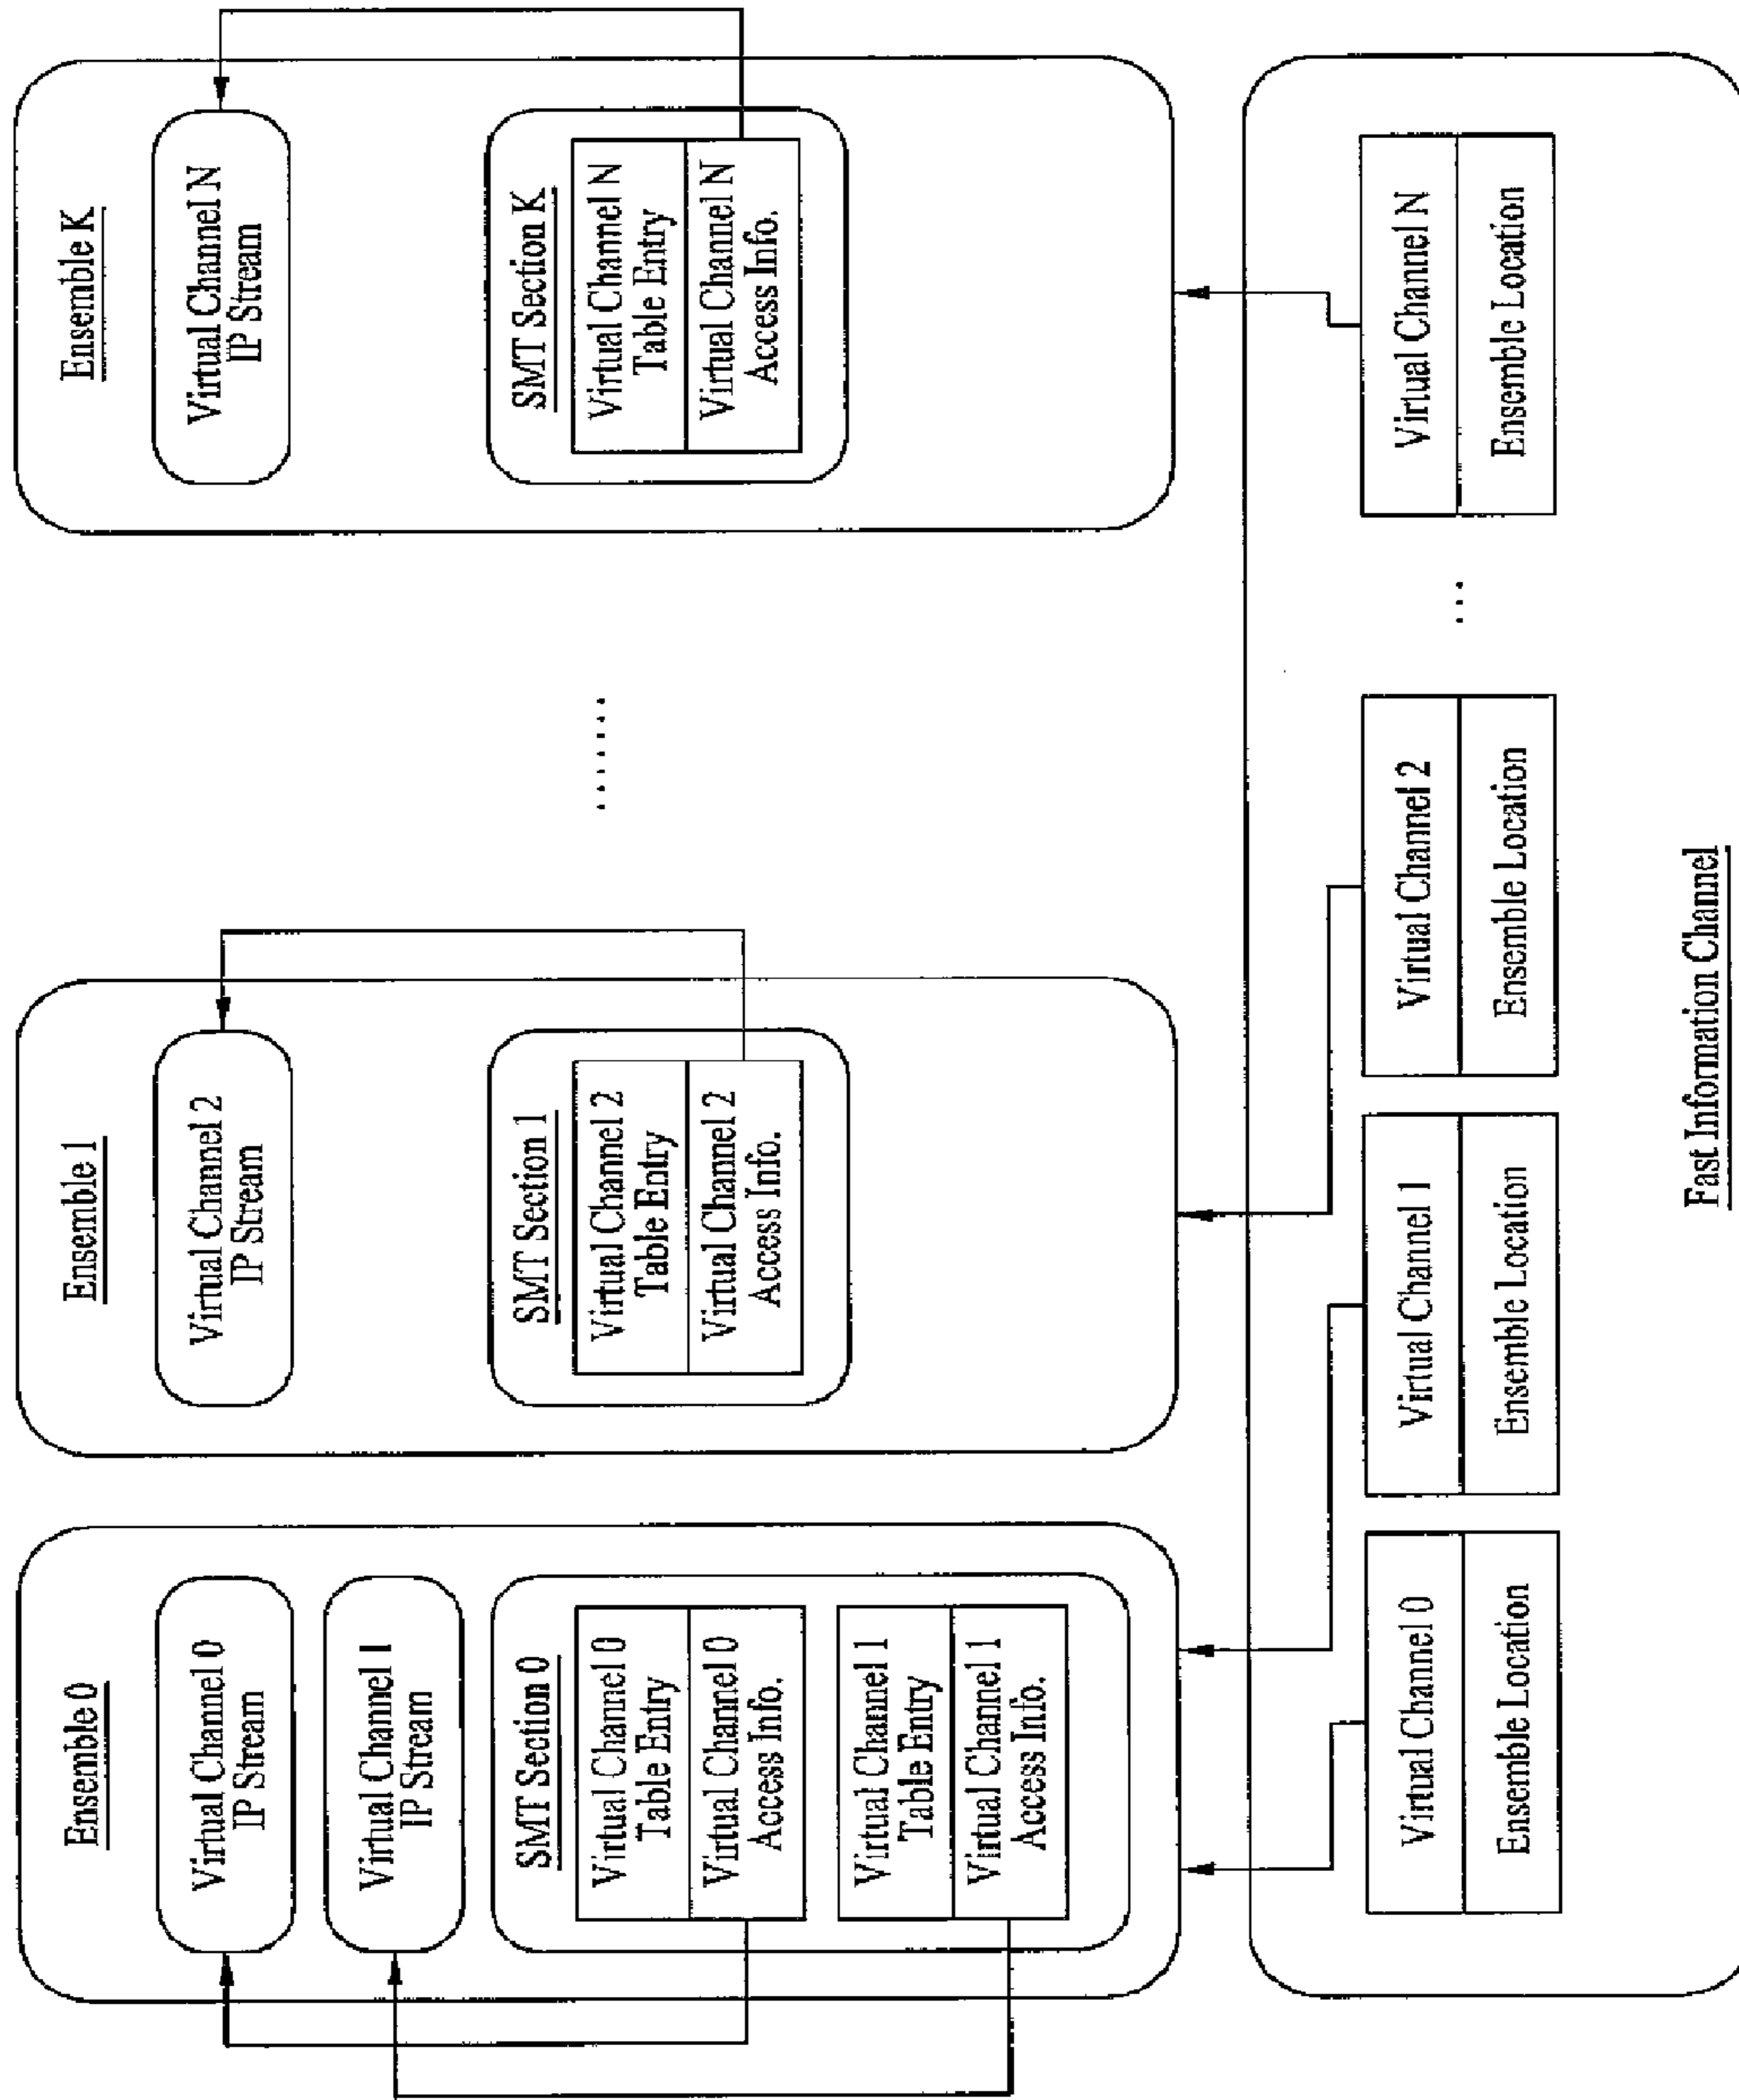 Ensemble 0
Virtual Channel 0
IP Stream
Virtual Channel 1
IP Stream
SMT Section 0
Virtual Channel 0
Table Entry
Virtual Channel 0
Access Info.
Virtual Channel 1
Table Entry
Virtual Channel 1
Access Info.
Ensemble 1
Virtual Channel 2
IP Stream
SMT Section 1
Virtual Channel 2
Table Entry
Virtual Channel 2
Access Info.
.......
Ensemble K
Virtual Channel N
IP Stream
SMT Section K
Virtual Channel N
Table Entry
Virtual Channel N
Access Info.
Virtual Channel 0
Ensemble Location
Virtual Channel 1
Ensemble Location
Virtual Channel 2
Ensemble Location
...
Virtual Channel N
Ensemble Location
Fast Information Channel